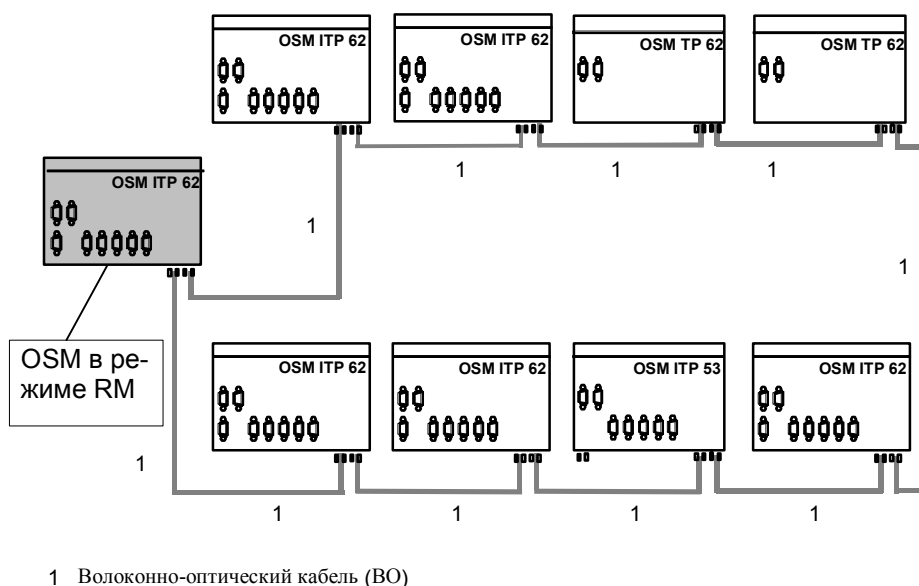 OSM ITP 62
OSM ITP 62
OSM TP 62
OSM TP 62
1
1
1
OSM ITP 62
1
1
OSM в ре-
жиме RM
OSM ITP 62
OSM ITP 62
OSM ITP 53
OSM ITP 62
1
1
1
1
1
1 Волоконно-оптический кабель (ВО)